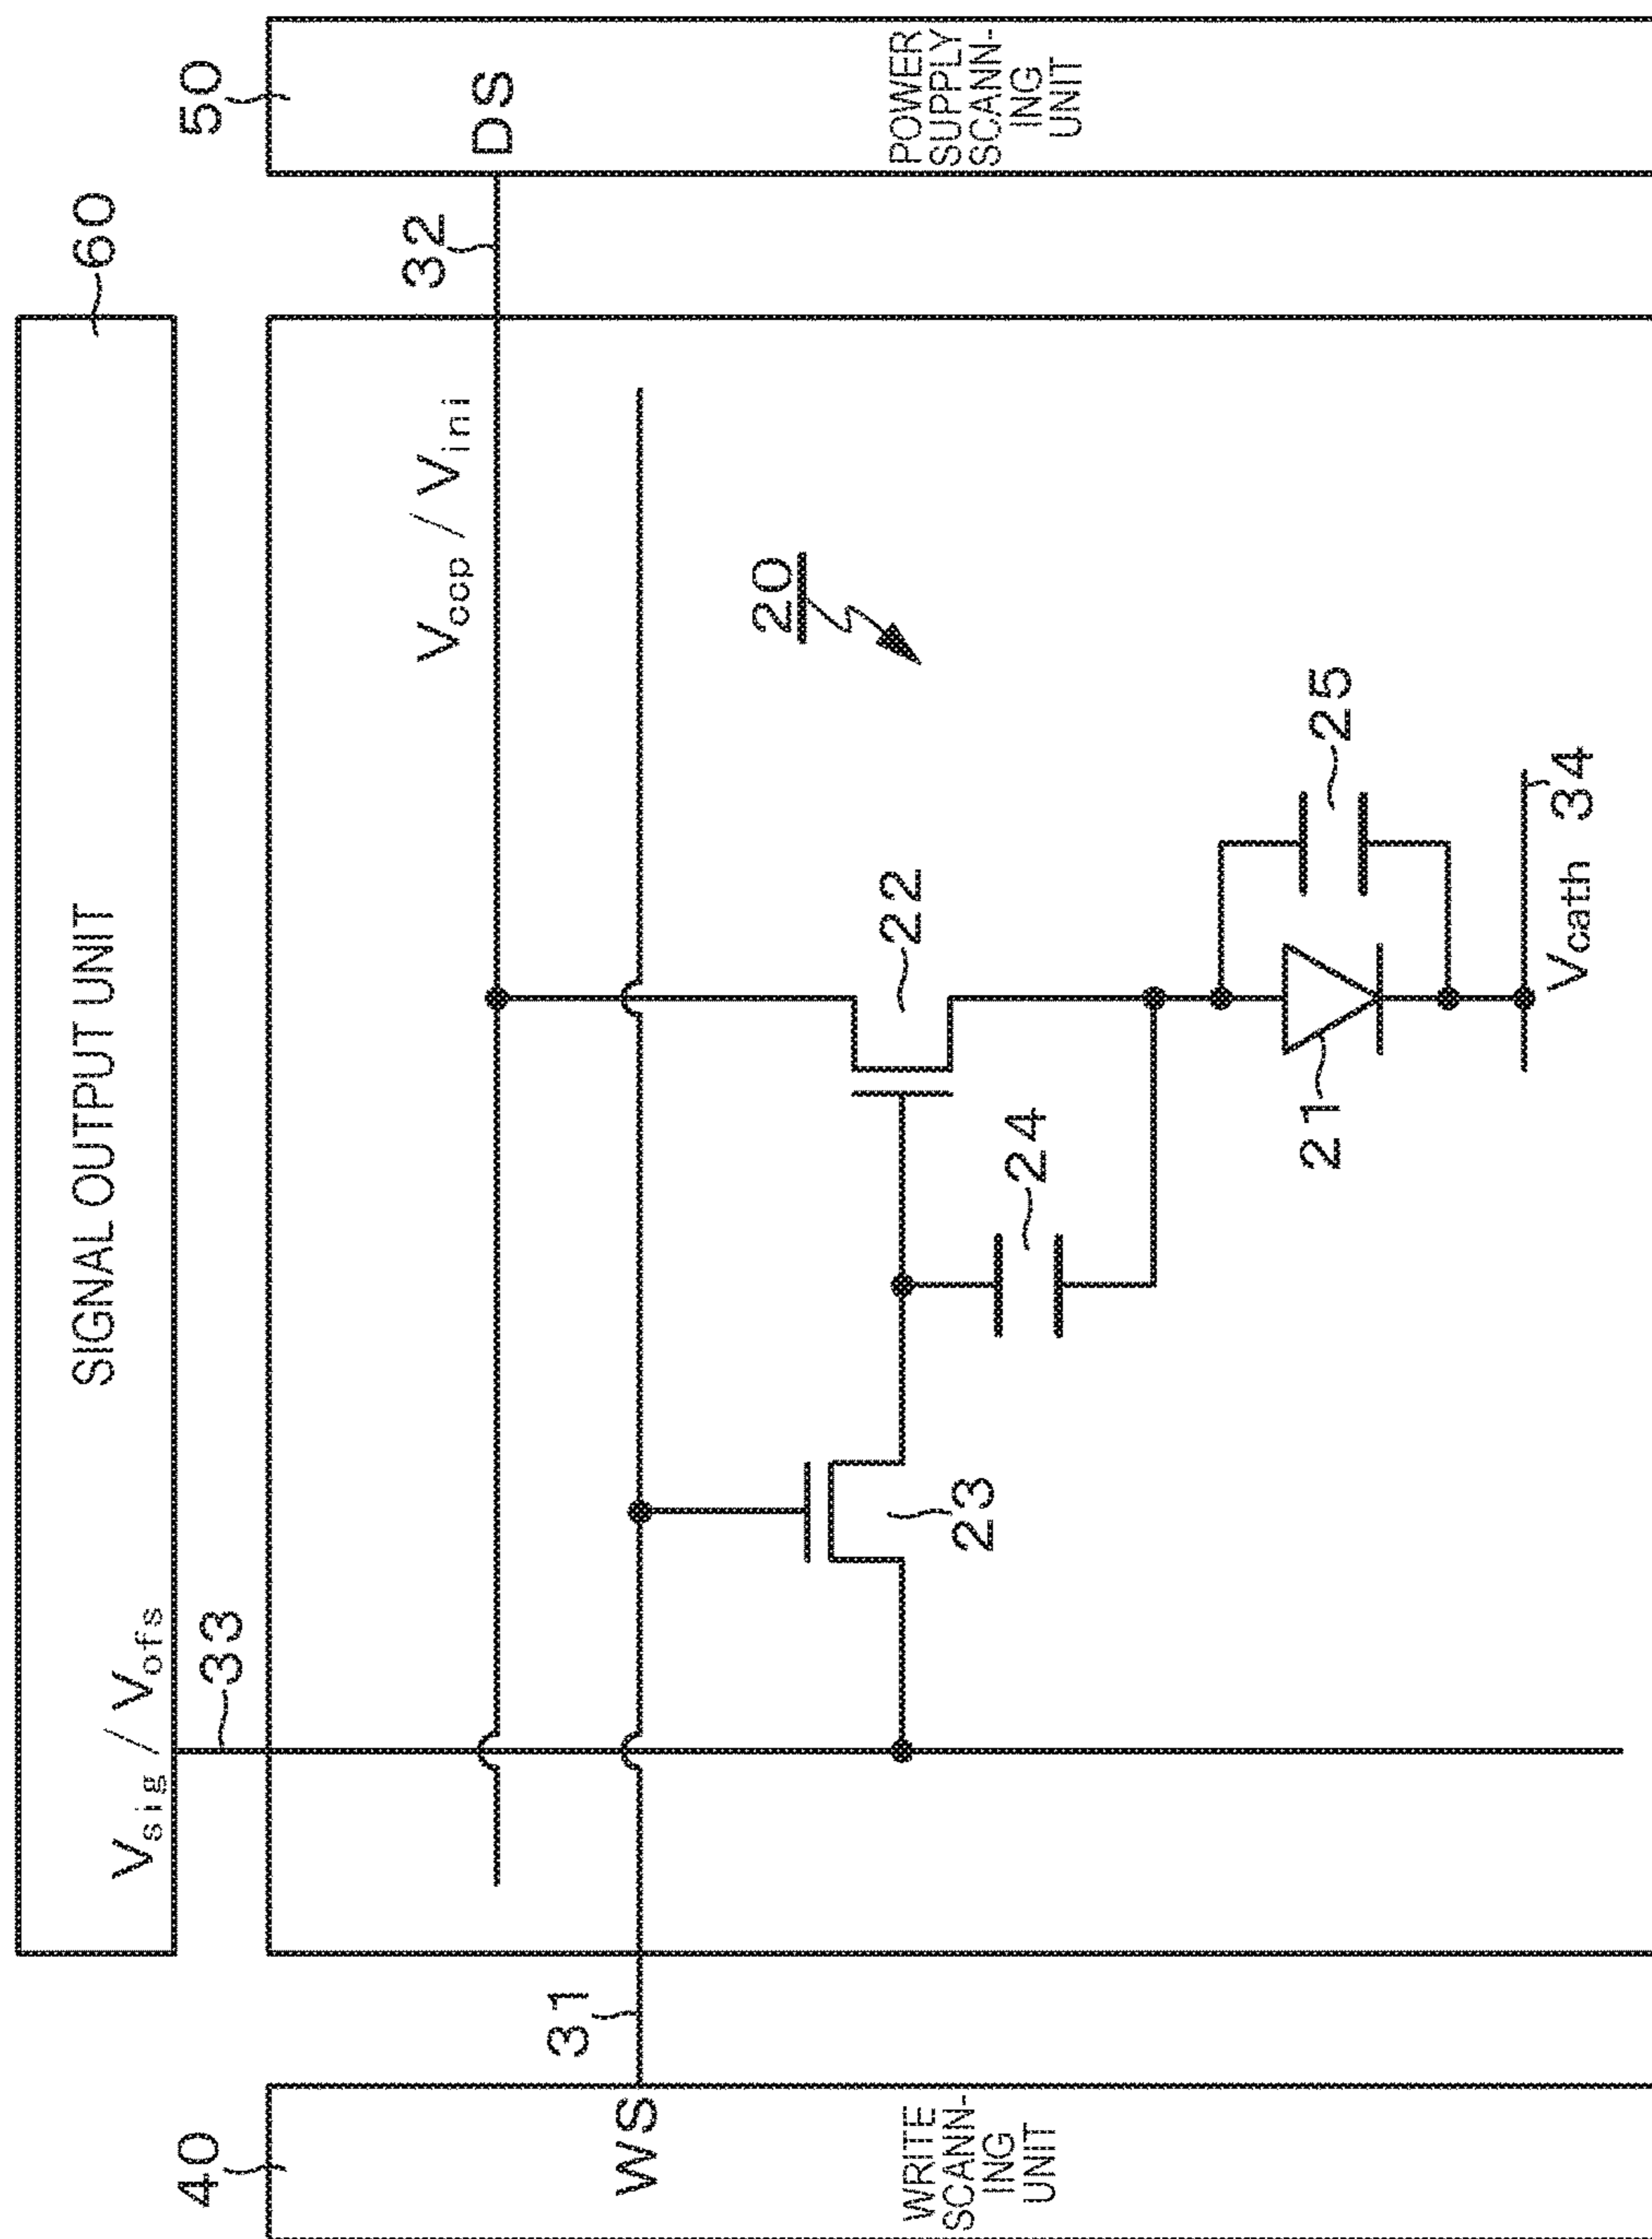 60
SIGNAL OUTPUT UNIT
Vsig / Vofs
33
40
WS
WRITE
SCANN-
ING
UNIT
31
50
DS
POWER
SUPPLY
SCANN-
ING
UNIT
32
Vccp / Vini
20
22
23
24
25
21
Vcath
34